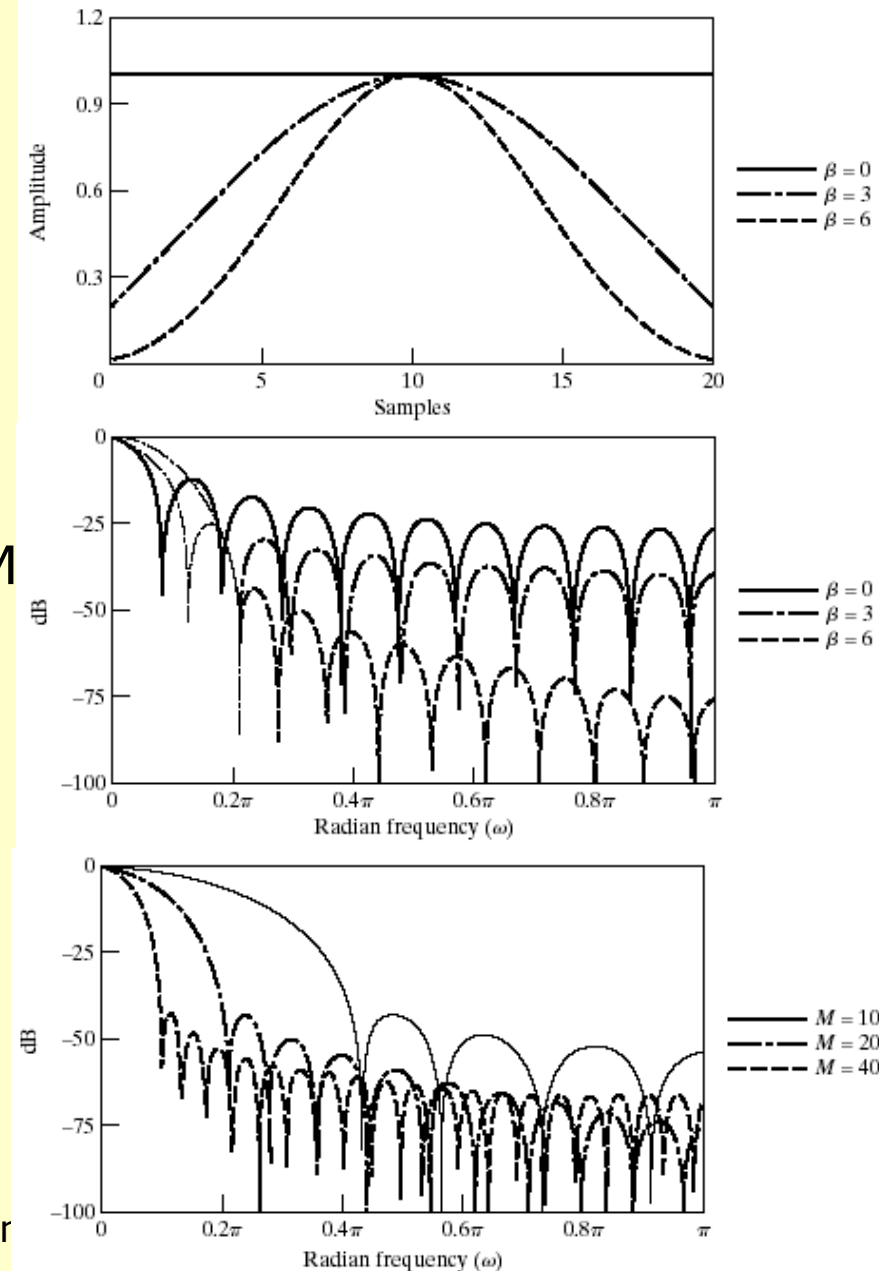 1.2
0.9
0.6
0.3
Amplitude
0 5 10 15 20
Samples
β = 0
β = 3
β = 6
0
−25
−50
−75
−100
dB
0 0.2π 0.4π 0.6π 0.8π π
Radian frequency (ω)
β = 0
β = 3
β = 6
M
0
−25
−50
−75
−100
dB
0 0.2π 0.4π 0.6π 0.8π π
Radian frequency (ω)
M = 10
M = 20
M = 40